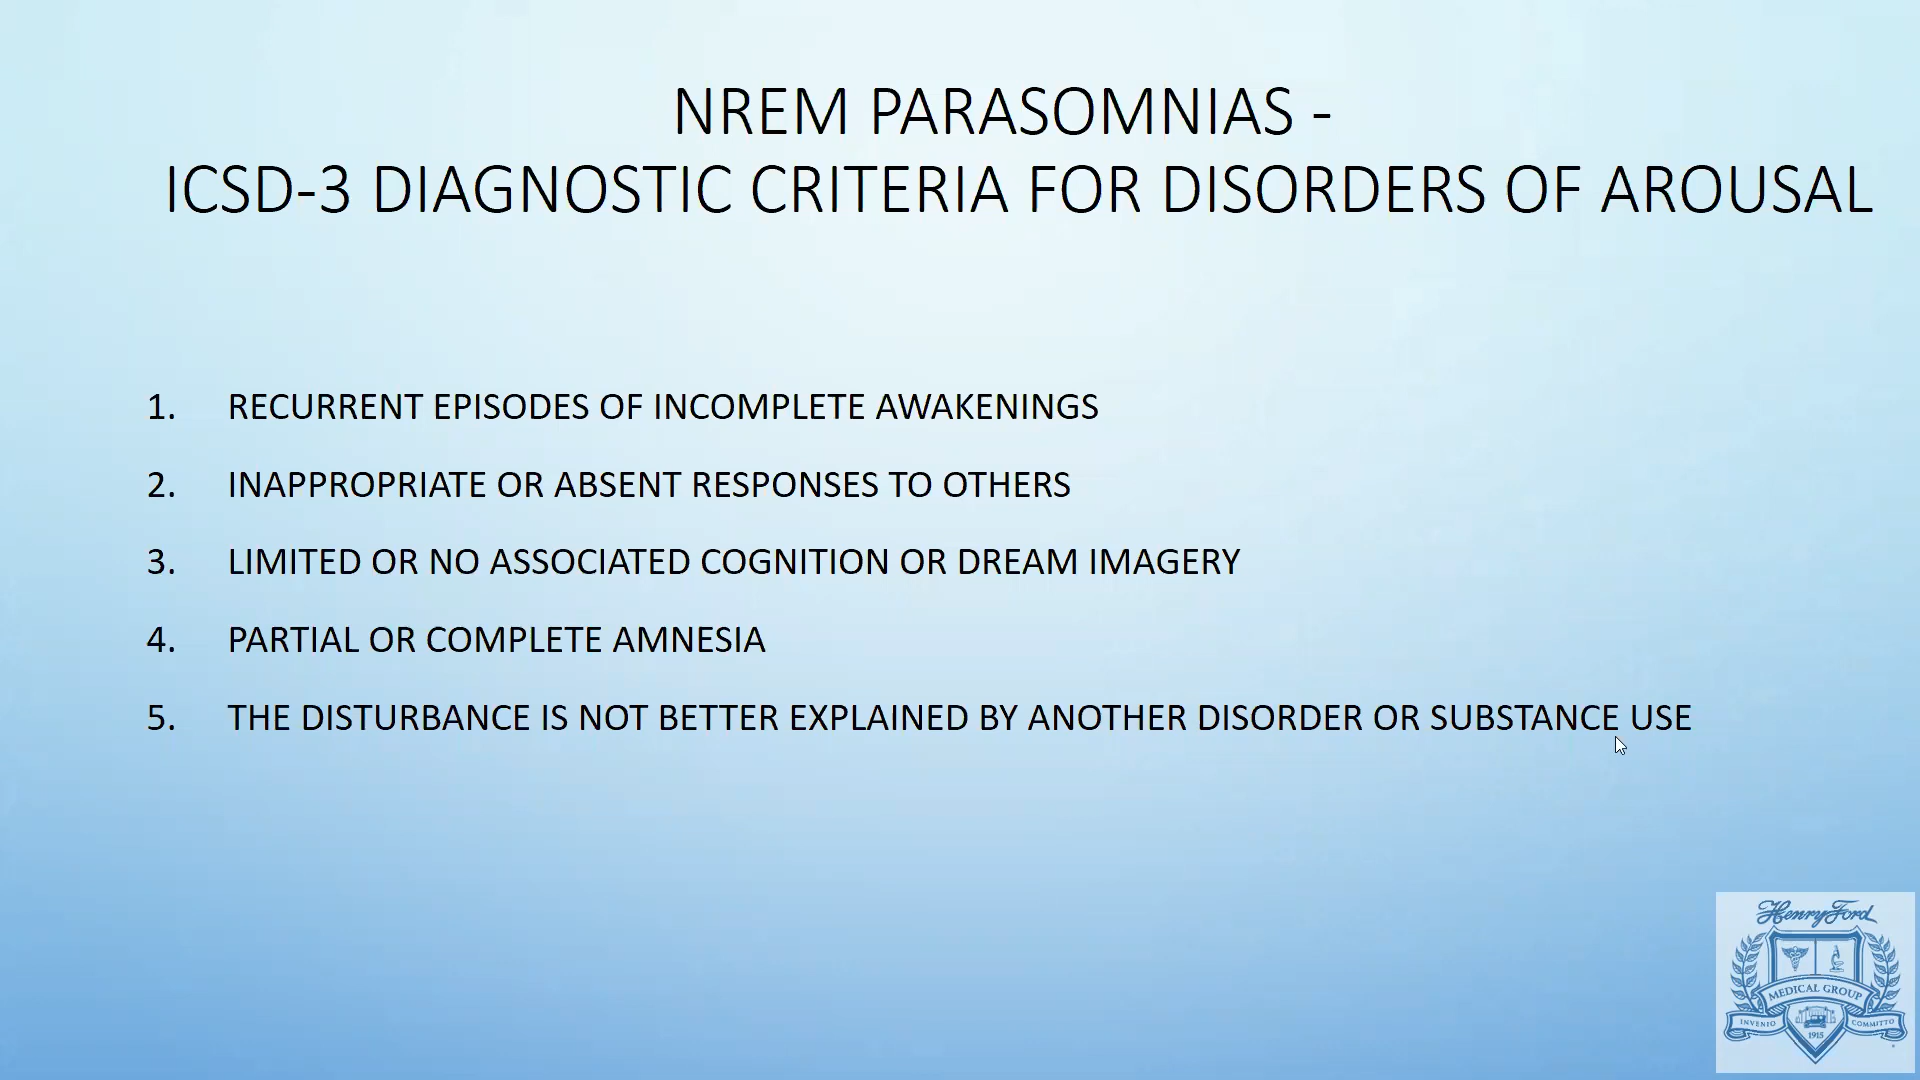 NREM PARASOMNIAS -
ICSD-3 DIAGNOSTIC CRITERIA FOR DISORDERS OF AROUSAL
1. RECURRENT EPISODES OF INCOMPLETE AWAKENINGS
2. INAPPROPRIATE OR ABSENT RESPONSES TO OTHERS
3. LIMITED OR NO ASSOCIATED COGNITION OR DREAM IMAGERY
4. PARTIAL OR COMPLETE AMNESIA
5. THE DISTURBANCE IS NOT BETTER EXPLAINED BY ANOTHER DISORDER OR SUBSTANCE USE
Henry Ford
MEDICAL GROUP
INVENIO COMMITTO
1915